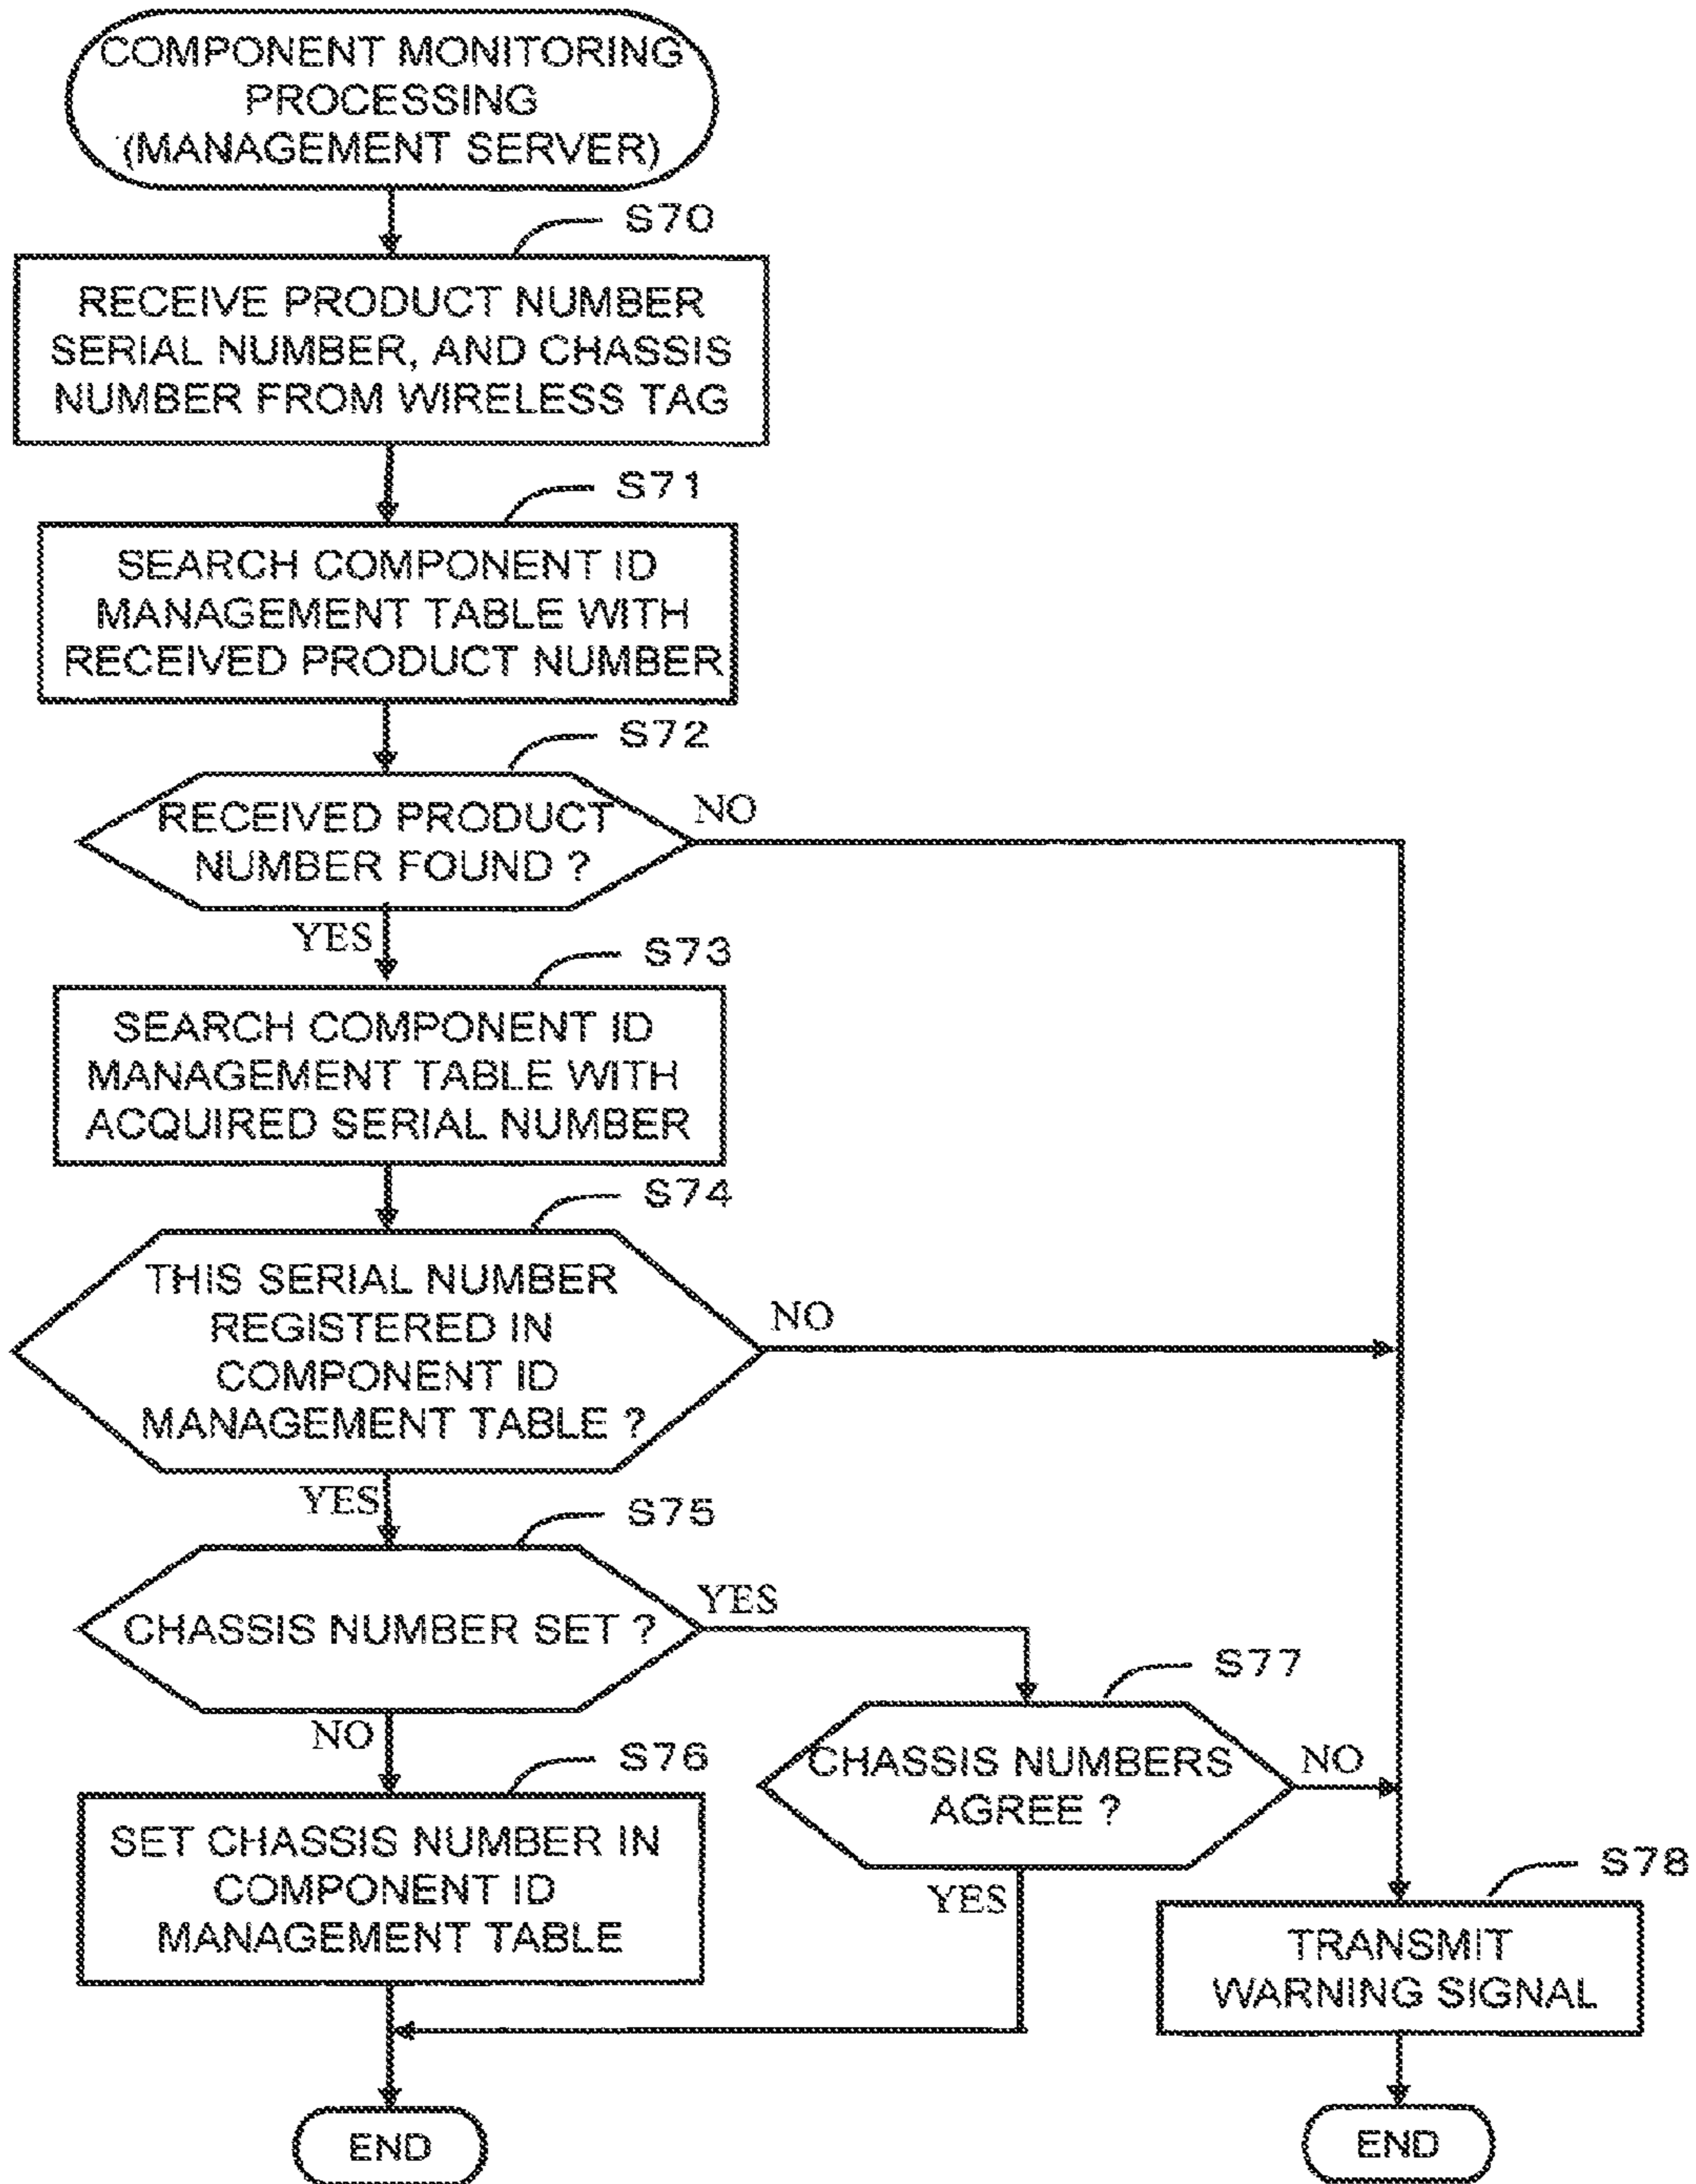 COMPONENT MONITORING
PROCESSING
(MANAGEMENT SERVER)
S70
RECEIVE PRODUCT NUMBER
SERIAL NUMBER, AND CHASSIS
NUMBER FROM WIRELESS TAG
S71
SEARCH COMPONENT ID
MANAGEMENT TABLE WITH
RECEIVED PRODUCT NUMBER
S72
RECEIVED PRODUCT
NUMBER FOUND ?
NO
YES
S73
SEARCH COMPONENT ID
MANAGEMENT TABLE WITH
ACQUIRED SERIAL NUMBER
S74
THIS SERIAL NUMBER
REGISTERED IN
COMPONENT ID
MANAGEMENT TABLE ?
NO
YES
S75
CHASSIS NUMBER SET ?
YES
NO
S77
CHASSIS NUMBERS
AGREE ?
NO
YES
S76
SET CHASSIS NUMBER IN
COMPONENT ID
MANAGEMENT TABLE
S78
TRANSMIT
WARNING SIGNAL
END
END